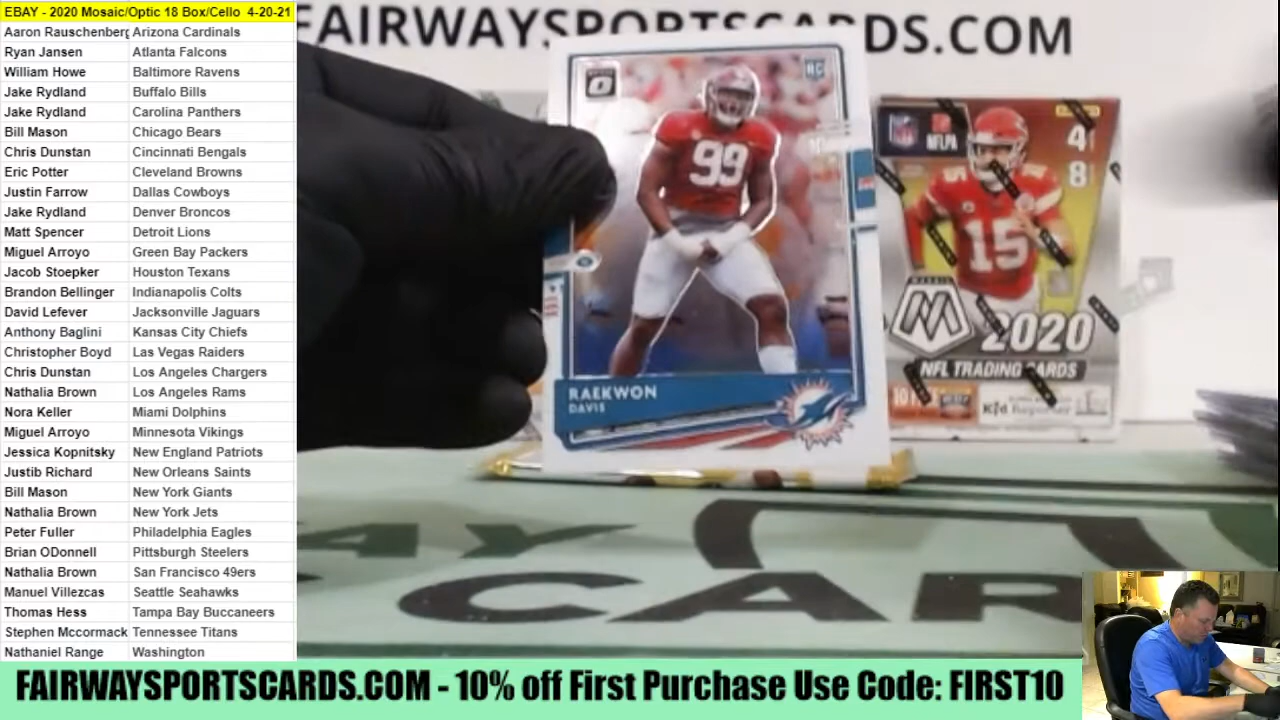 EBAY - 2020 Mosaic/Optic 18 Box/Cello 4-20-21
Aaron Rauschenberg Arizona Cardinals
Ryan Jansen Atlanta Falcons
William Howe Baltimore Ravens
Jake Rydland Buffalo Bills
Jake Rydland Carolina Panthers
Bill Mason Chicago Bears
Chris Dunstan Cincinnati Bengals
Eric Potter Cleveland Browns
Justin Farrow Dallas Cowboys
Jake Rydland Denver Broncos
Matt Spencer Detroit Lions
Miguel Arroyo Green Bay Packers
Jacob Stoepker Houston Texans
Brandon Bellinger Indianapolis Colts
David Lefever Jacksonville Jaguars
Anthony Baglini Kansas City Chiefs
Christopher Boyd Las Vegas Raiders
Chris Dunstan Los Angeles Chargers
Nathalia Brown Los Angeles Rams
Nora Keller Miami Dolphins
Miguel Arroyo Minnesota Vikings
Jessica Kopnitsky New England Patriots
Justib Richard New Orleans Saints
Bill Mason New York Giants
Nathalia Brown New York Jets
Peter Fuller Philadelphia Eagles
Brian ODonnell Pittsburgh Steelers
Nathalia Brown San Francisco 49ers
Manuel Villezcas Seattle Seahawks
Thomas Hess Tampa Bay Buccaneers
Stephen Mccormack Tennessee Titans
Nathaniel Range Washington
FAIRWAYSPORTSCARDS.COM
RC
99
RAEKWON
DAVIS
NFL
NFLPA
4
8
15
MOSAIC
M
2020
NFL TRADING CARDS
CAR
FAIRWAYSPORTSCARDS.COM - 10% off First Purchase Use Code: FIRST10